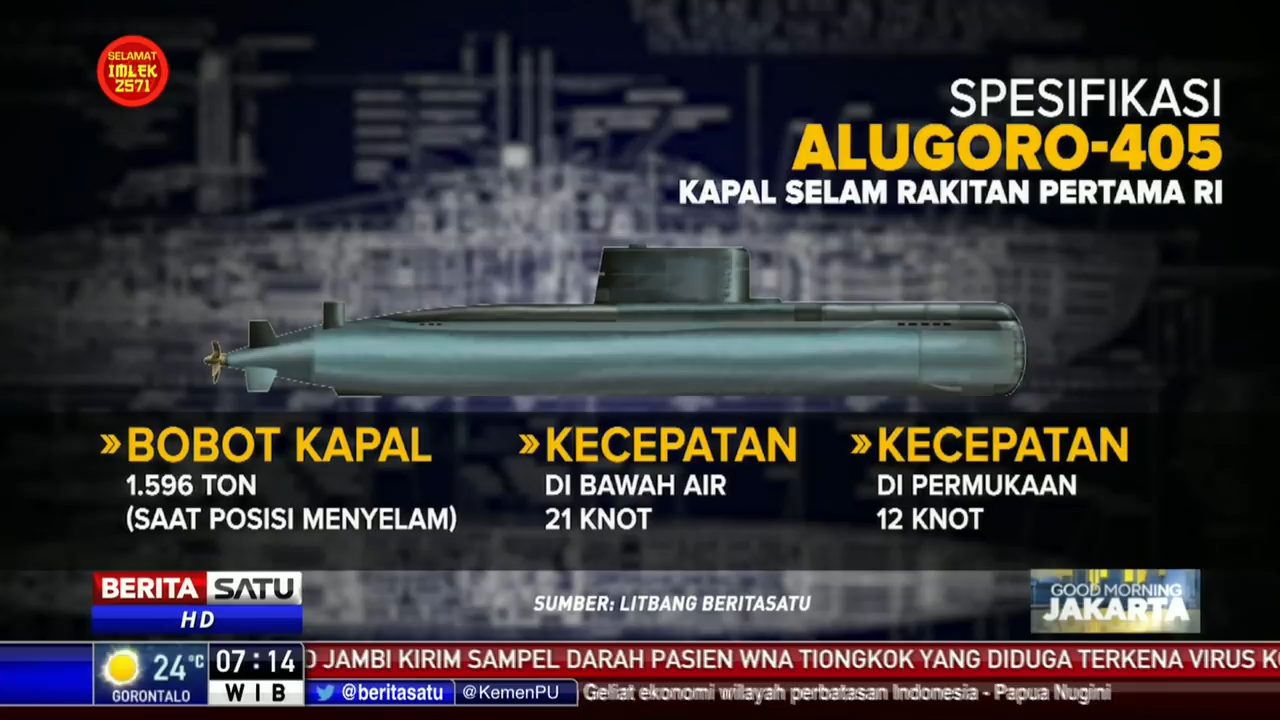 SELAMAT
IMLEK
2571
SPESIFIKASI
ALUGORO-405
KAPAL SELAM RAKITAN PERTAMA RI
» BOBOT KAPAL
1.596 TON
(SAAT POSISI MENYELAM)
» KECEPATAN
DI BAWAH AIR
21 KNOT
» KECEPATAN
DI PERMUKAAN
12 KNOT
BERITA SATU
HD
SUMBER: LITBANG BERITASATU
GOOD MORNING
JAKARTA
24°C
GORONTALO
07:14
WIB
JAMBI KIRIM SAMPEL DARAH PASIEN WNA TIONGKOK YANG DIDUGA TERKENA VIRUS
@beritasatu
@KemenPU
Geliat ekonomi wilayah perbatasan Indonesia - Papua Nugini